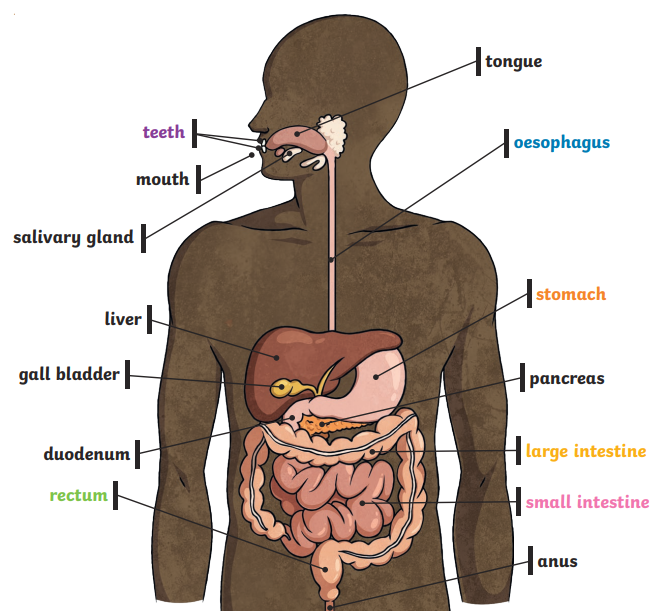 tongue
teeth
oesophagus
mouth
salivary gland
stomach
liver
gall bladder
pancreas
duodenum
large intestine
rectum
small intestine
anus